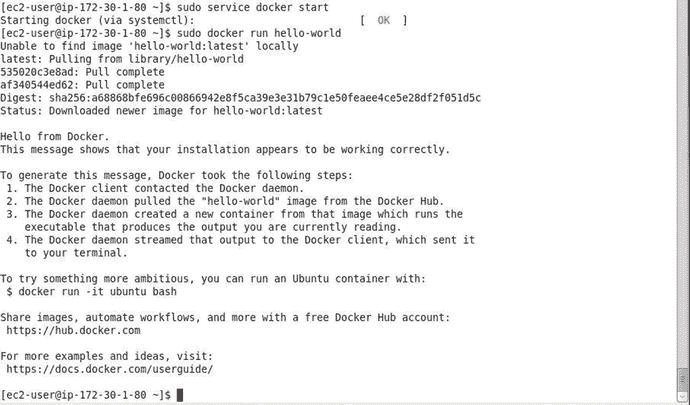 [ec2-user@ip-172-30-1-80 ~]$ sudo service docker start
Starting docker (via systemctl):                           [  OK  ]
[ec2-user@ip-172-30-1-80 ~]$ sudo docker run hello-world
Unable to find image 'hello-world:latest' locally
latest: Pulling from library/hello-world
535020c3e8ad: Pull complete
af340544ed62: Pull complete
Digest: sha256:a68868bfe696c00866942e8f5ca39e3e31b79c1e50feaee4ce5e28df2f051d5c
Status: Downloaded newer image for hello-world:latest

Hello from Docker.
This message shows that your installation appears to be working correctly.

To generate this message, Docker took the following steps:
 1. The Docker client contacted the Docker daemon.
 2. The Docker daemon pulled the "hello-world" image from the Docker Hub.
 3. The Docker daemon created a new container from that image which runs the
    executable that produces the output you are currently reading.
 4. The Docker daemon streamed that output to the Docker client, which sent it
    to your terminal.

To try something more ambitious, you can run an Ubuntu container with:
 $ docker run -it ubuntu bash

Share images, automate workflows, and more with a free Docker Hub account:
 https://hub.docker.com

For more examples and ideas, visit:
 https://docs.docker.com/userguide/

[ec2-user@ip-172-30-1-80 ~]$